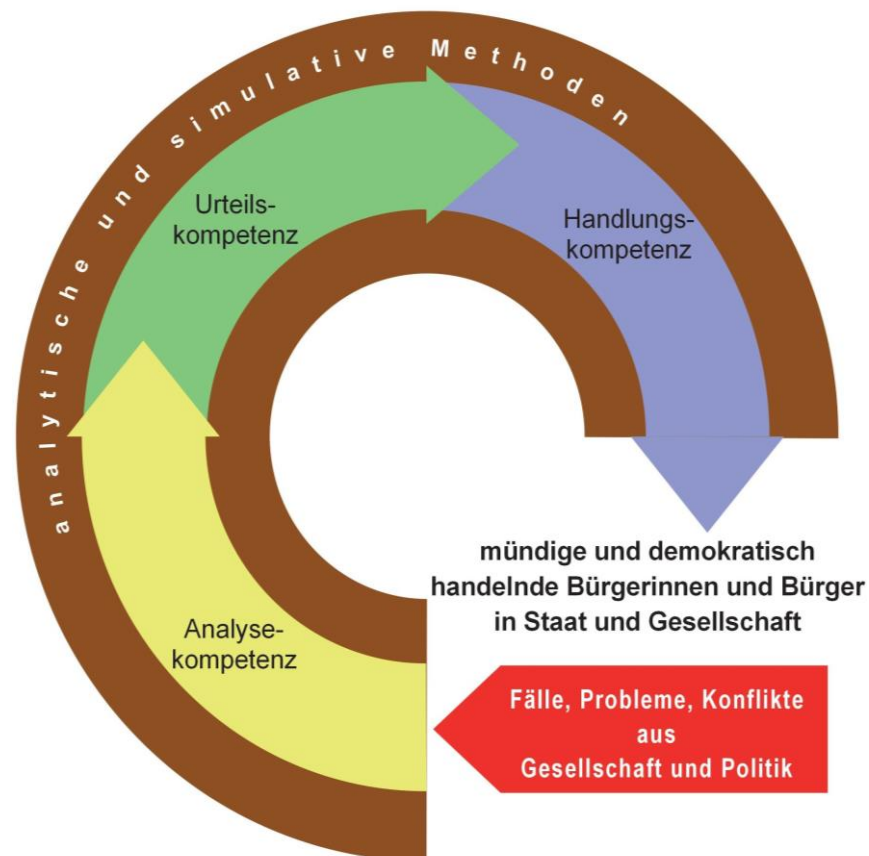 analytische und simulative Methoden
Urteils-
kompetenz
Handlungs-
kompetenz
Analyse-
kompetenz
mündige und demokratisch
handelnde Bürgerinnen und Bürger
in Staat und Gesellschaft
Fälle, Probleme, Konflikte
aus
Gesellschaft und Politik